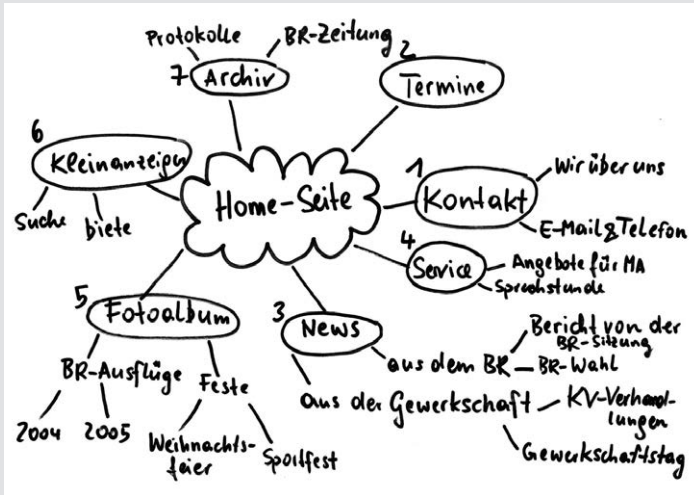 Home-Seite
1
Kontakt
Wir über uns
E-Mail & Telefon
2
Termine
3
News
aus dem BR
Bericht von der
BR-Sitzung
BR-Wahl
aus der Gewerkschaft
KV-Verhand-
lungen
Gewerkschaftstag
4
Service
Angebote für MA
Sprechstunde
5
Fotoalbum
BR-Ausflüge
2004
2005
Feste
Weihnachts-
feier
Sportfest
6
Kleinanzeigen
Suche
biete
7
Archiv
Protokolle
BR-Zeitung